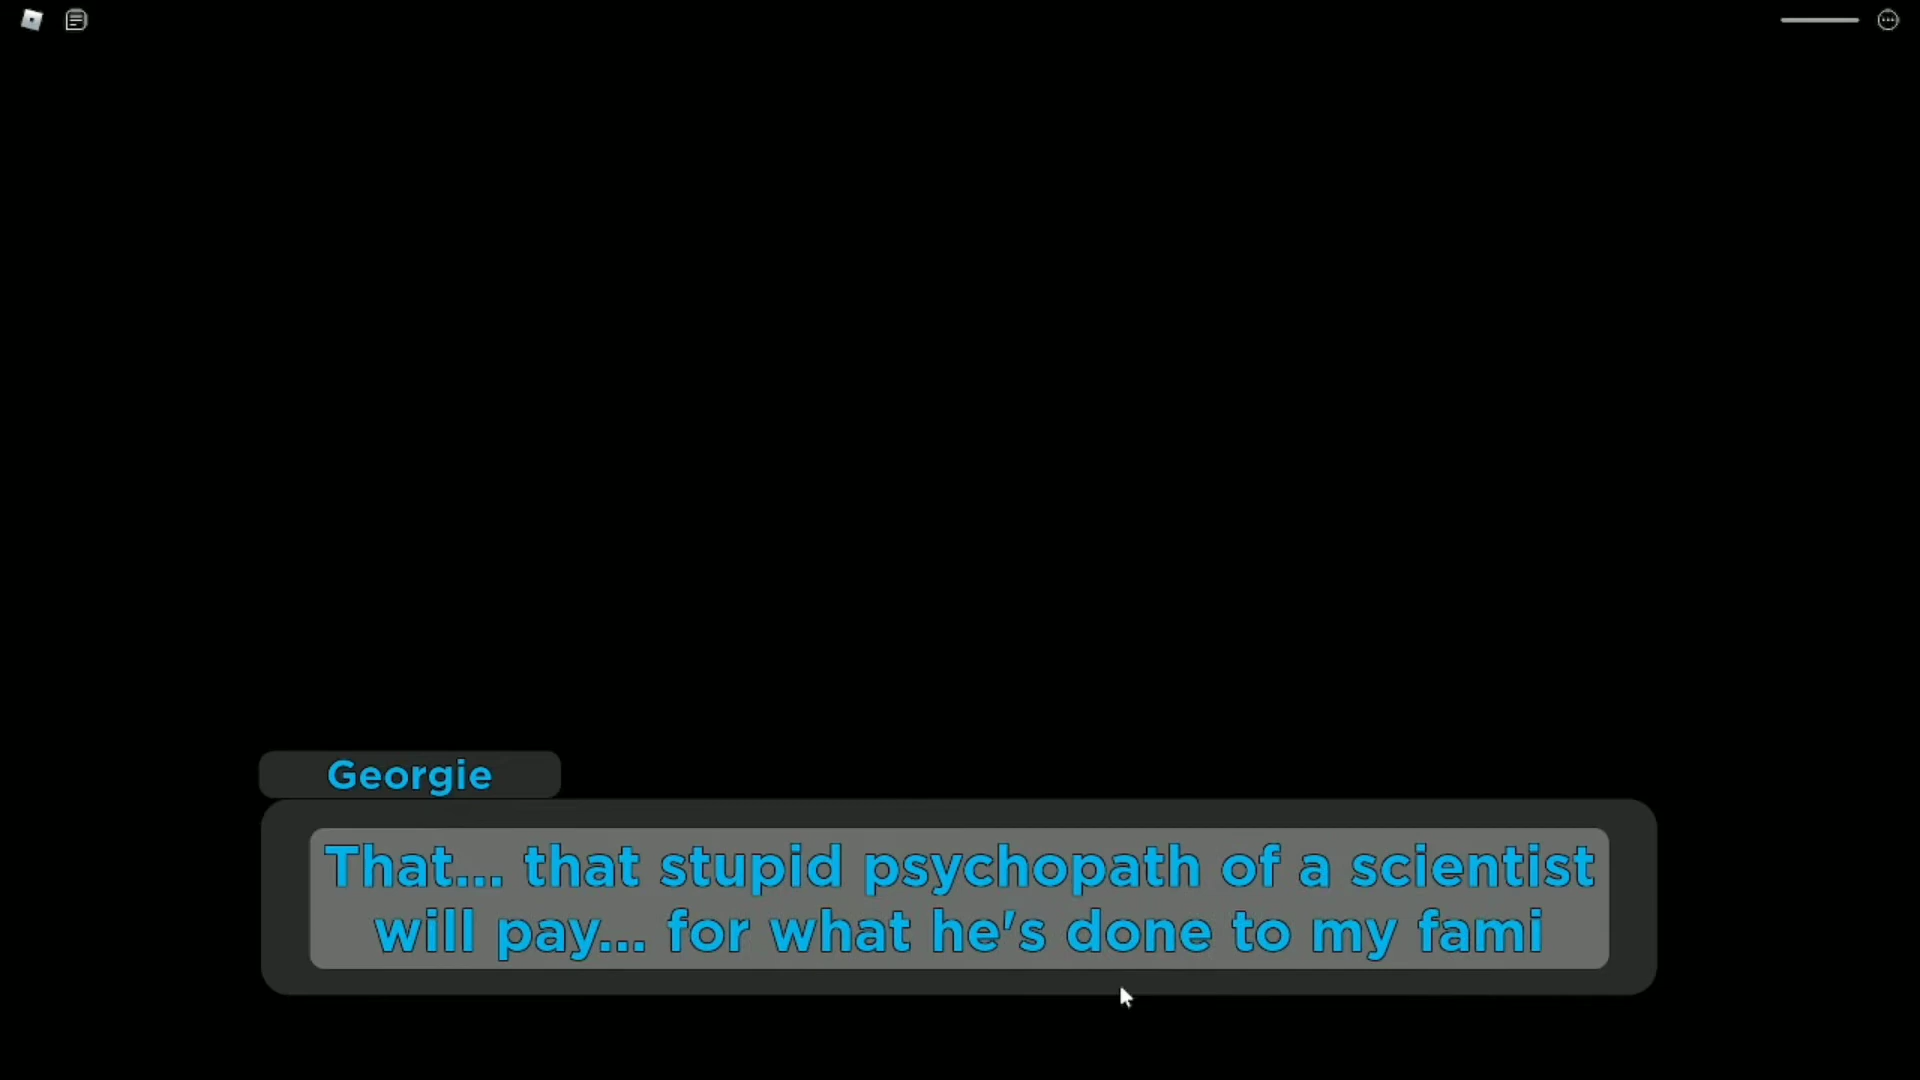 Georgie
That... that stupid psychopath of a scientist
will pay... for what he's done to my fami